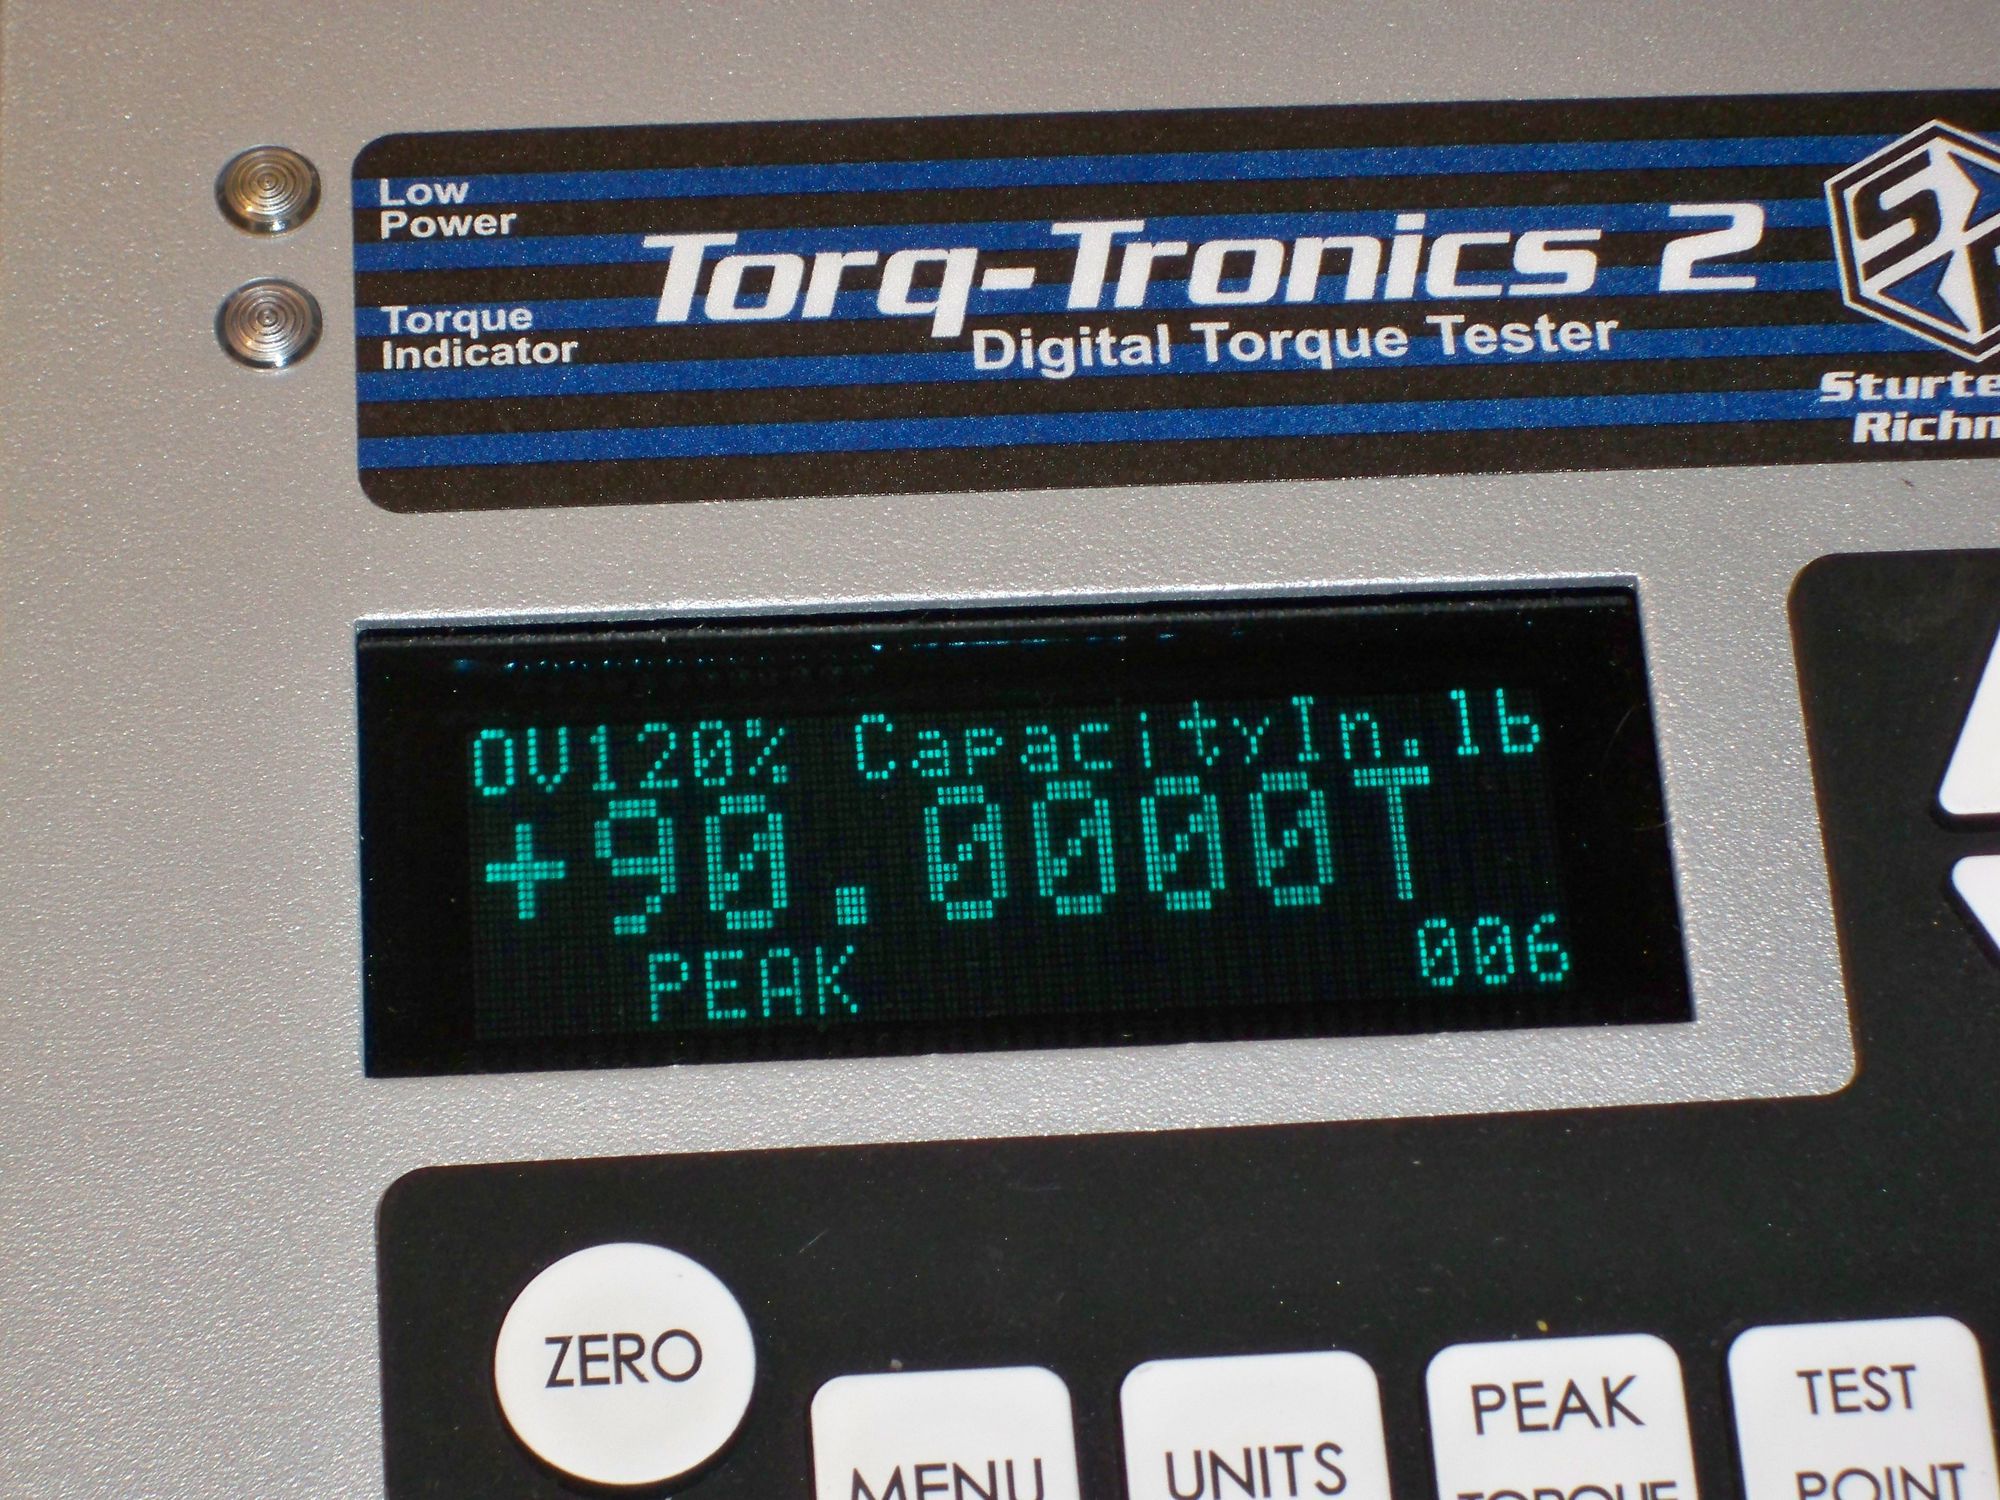 Low
Power
Torque
Indicator
Torq-Tronics 2
Digital Torque Tester
OV120% CapacityIn.lb
+90.0000T
PEAK 006
ZERO
MENU
UNITS
PEAK
TORQUE
TEST
POINT